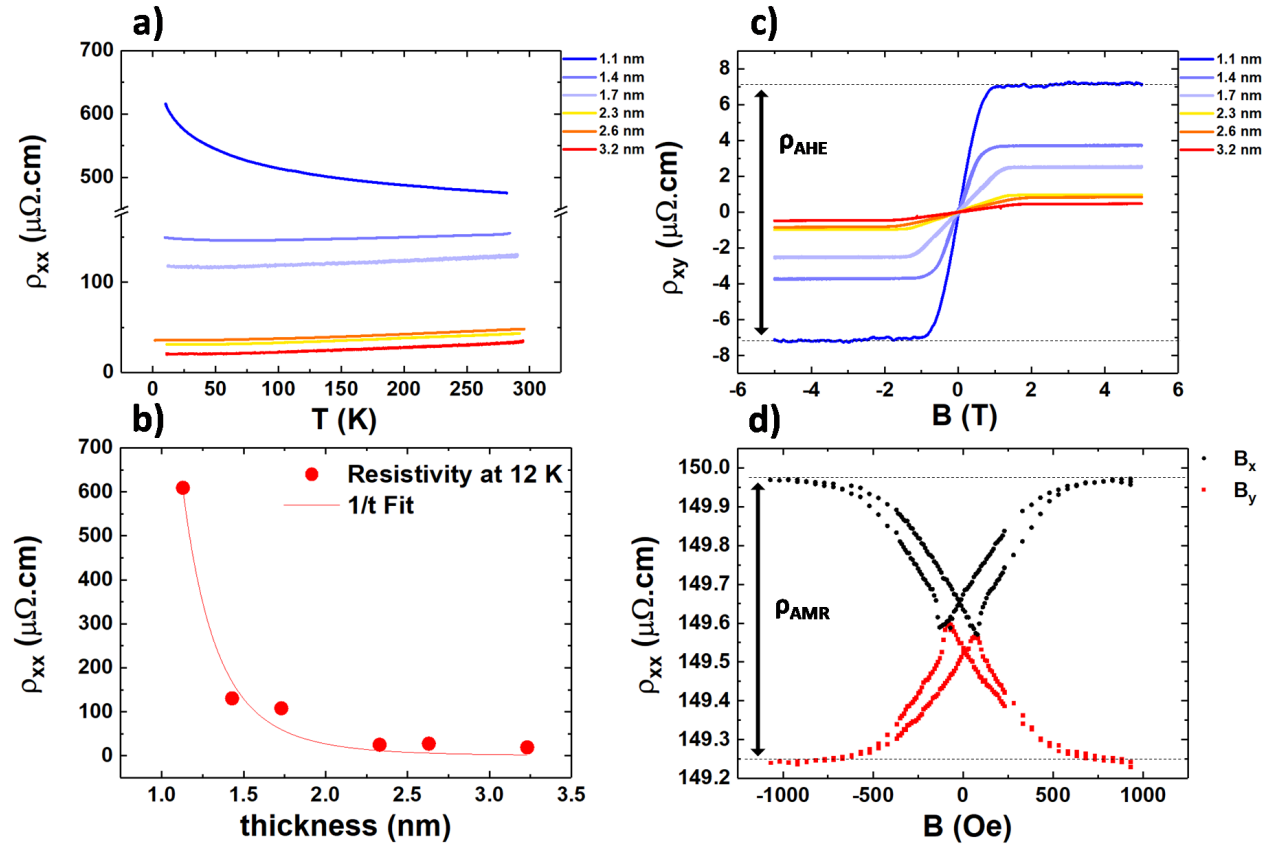 a)
700
600
500
100
0
ρxx (μΩ.cm)
0 50 100 150 200 250 300
T (K)
1.1 nm
1.4 nm
1.7 nm
2.3 nm
2.6 nm
3.2 nm
c)
8
6
4
2
0
-2
-4
-6
-8
ρxy (μΩ.cm)
ρAHE
-6 -4 -2 0 2 4 6
B (T)
1.1 nm
1.4 nm
1.7 nm
2.3 nm
2.6 nm
3.2 nm
b)
700
600
500
400
300
200
100
0
ρxx (μΩ.cm)
Resistivity at 12 K
1/t Fit
1.0 1.5 2.0 2.5 3.0 3.5
thickness (nm)
d)
150.0
149.9
149.8
149.7
149.6
149.5
149.4
149.3
149.2
ρxx (μΩ.cm)
ρAMR
-1000 -500 0 500 1000
B (Oe)
Bx
By